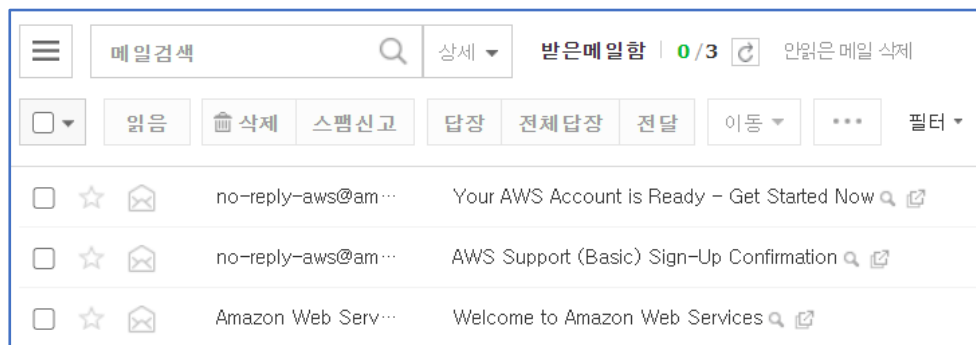 메일검색 상세 받은메일함 0/3 안읽은 메일 삭제
읽음 삭제 스팸신고 답장 전체답장 전달 이동 ··· 필터
no-reply-aws@am··· Your AWS Account is Ready - Get Started Now
no-reply-aws@am··· AWS Support (Basic) Sign-Up Confirmation
Amazon Web Serv··· Welcome to Amazon Web Services